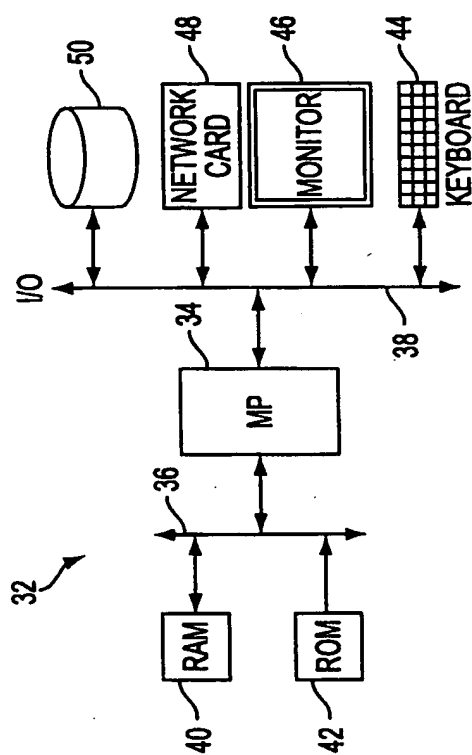 32
I/O
50
36
34
40
RAM
MP
NETWORK
CARD
48
MONITOR
46
42
ROM
38
44
KEYBOARD